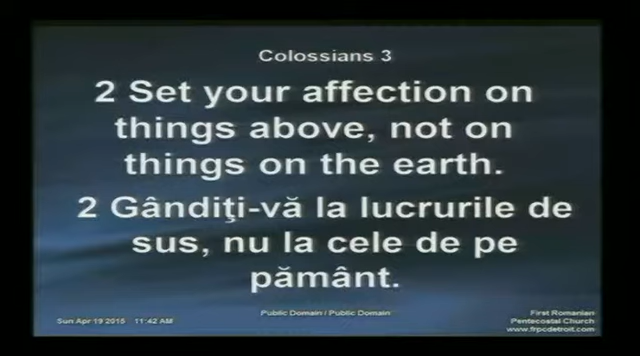 Colossians 3
2 Set your affection on
things above, not on
things on the earth.
2 Gândiţi-vă la lucrurile de
sus, nu la cele de pe
pământ.
Public Domain / Public Domain
Sun Apr 19 2015 11:42 AM
First Romanian
Pentecostal Church
www.frpcdetroit.com